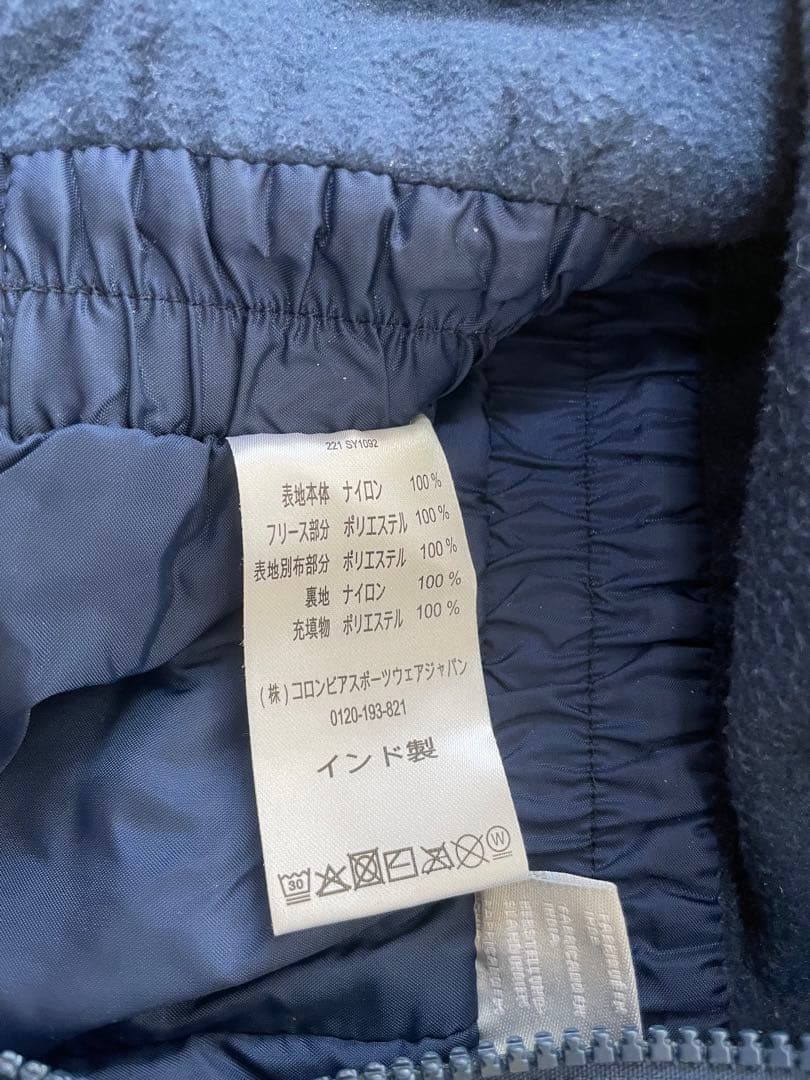 221 SY1092
表地本体 ナイロン 100 %
フリース部分 ポリエステル 100 %
表地別布部分 ポリエステル 100 %
裏地 ナイロン 100 %
充填物 ポリエステル 100 %
(株)コロンビアスポーツウェアジャパン
0120-193-821
インド製
30 W